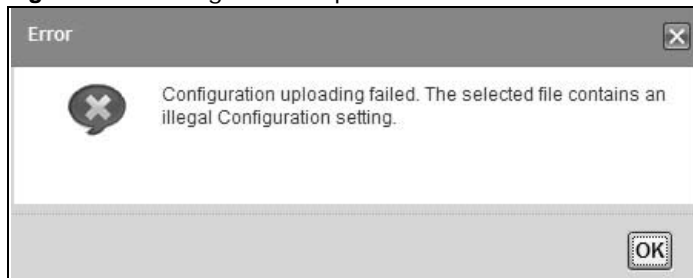 Error
Configuration uploading failed. The selected file contains an
illegal Configuration setting.
OK